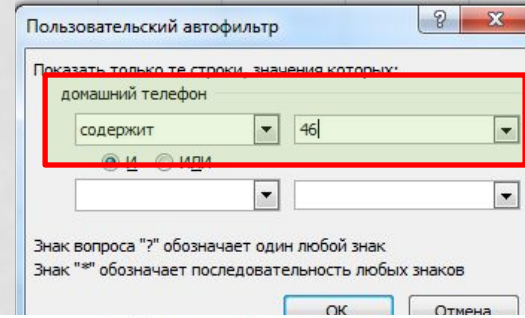 Пользовательский автофильтр
Показать только те строки, значения которых:
домашний телефон
содержит 46
И ИЛИ
Знак вопроса "?" обозначает один любой знак
Знак "*" обозначает последовательность любых знаков
ОК Отмена